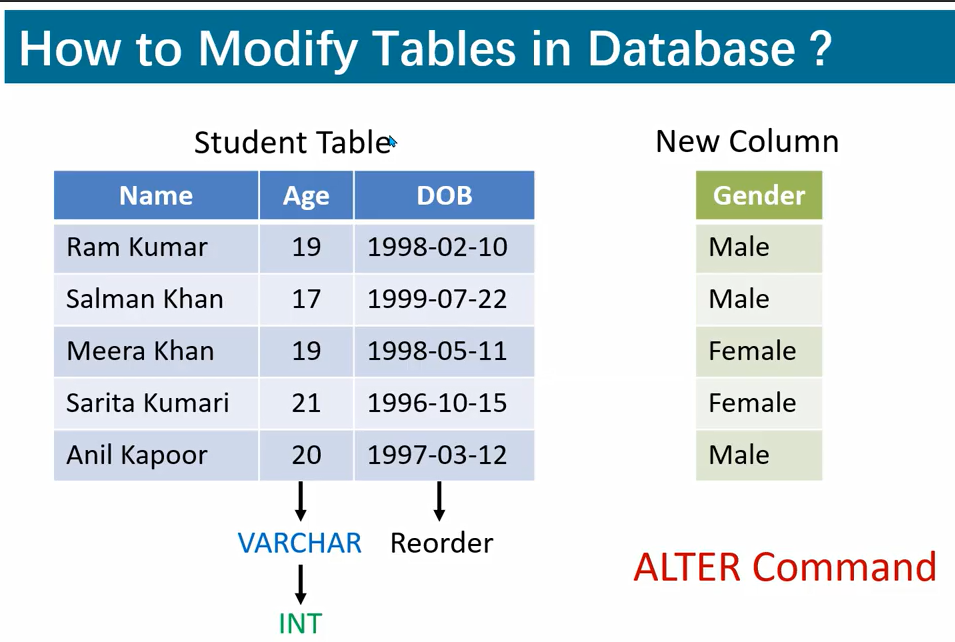 How to Modify Tables in Database ?
Student Table
Name Age DOB
Ram Kumar 19 1998-02-10
Salman Khan 17 1999-07-22
Meera Khan 19 1998-05-11
Sarita Kumari 21 1996-10-15
Anil Kapoor 20 1997-03-12
VARCHAR Reorder
INT
New Column
Gender
Male
Male
Female
Female
Male
ALTER Command